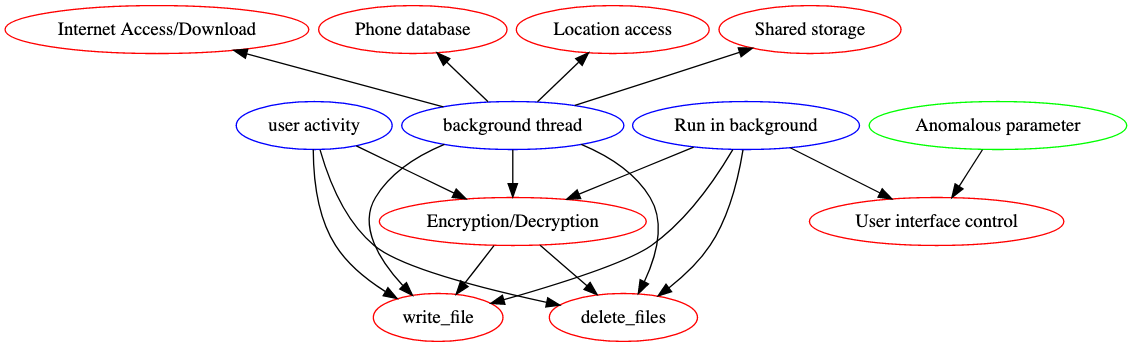 Internet Access/Download
Phone database
Location access
Shared storage
user activity
background thread
Run in background
Anomalous parameter
Encryption/Decryption
User interface control
write_file
delete_files